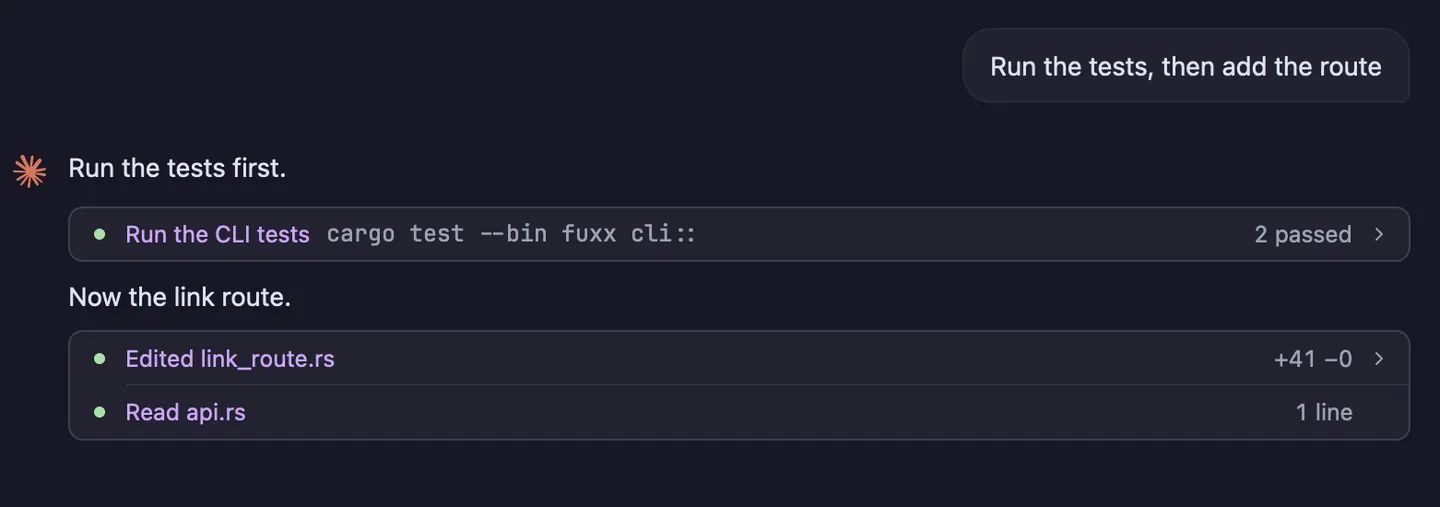 Run the tests, then add the route
Run the tests first.
Run the CLI tests cargo test --bin fuxx cli:: 2 passed
Now the link route.
Edited link_route.rs +41 −0
Read api.rs 1 line